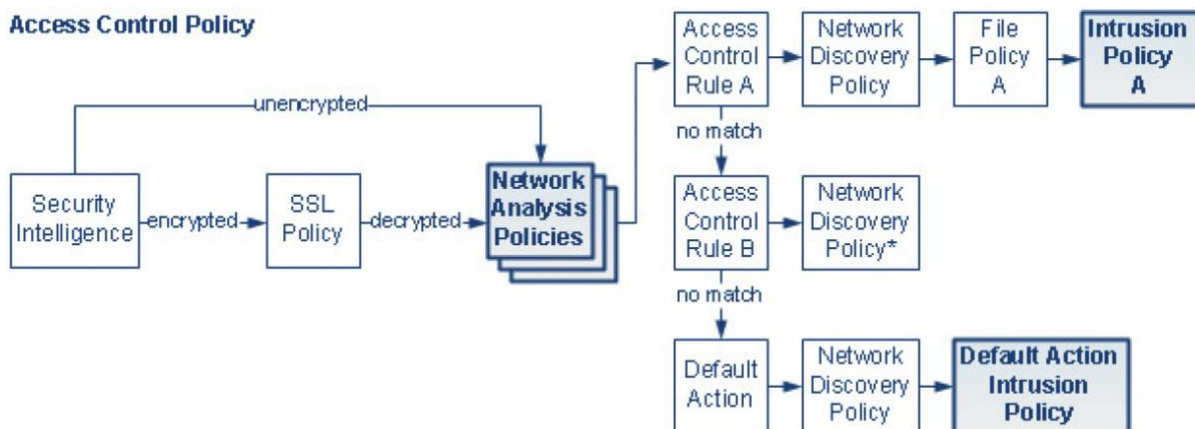 Access Control Policy
unencrypted
Security
Intelligence
encrypted
SSL
Policy
decrypted
Network
Analysis
Policies
Access
Control
Rule A
Network
Discovery
Policy
File
Policy
A
Intrusion
Policy
A
no match
Access
Control
Rule B
Network
Discovery
Policy*
no match
Default
Action
Network
Discovery
Policy
Default Action
Intrusion
Policy